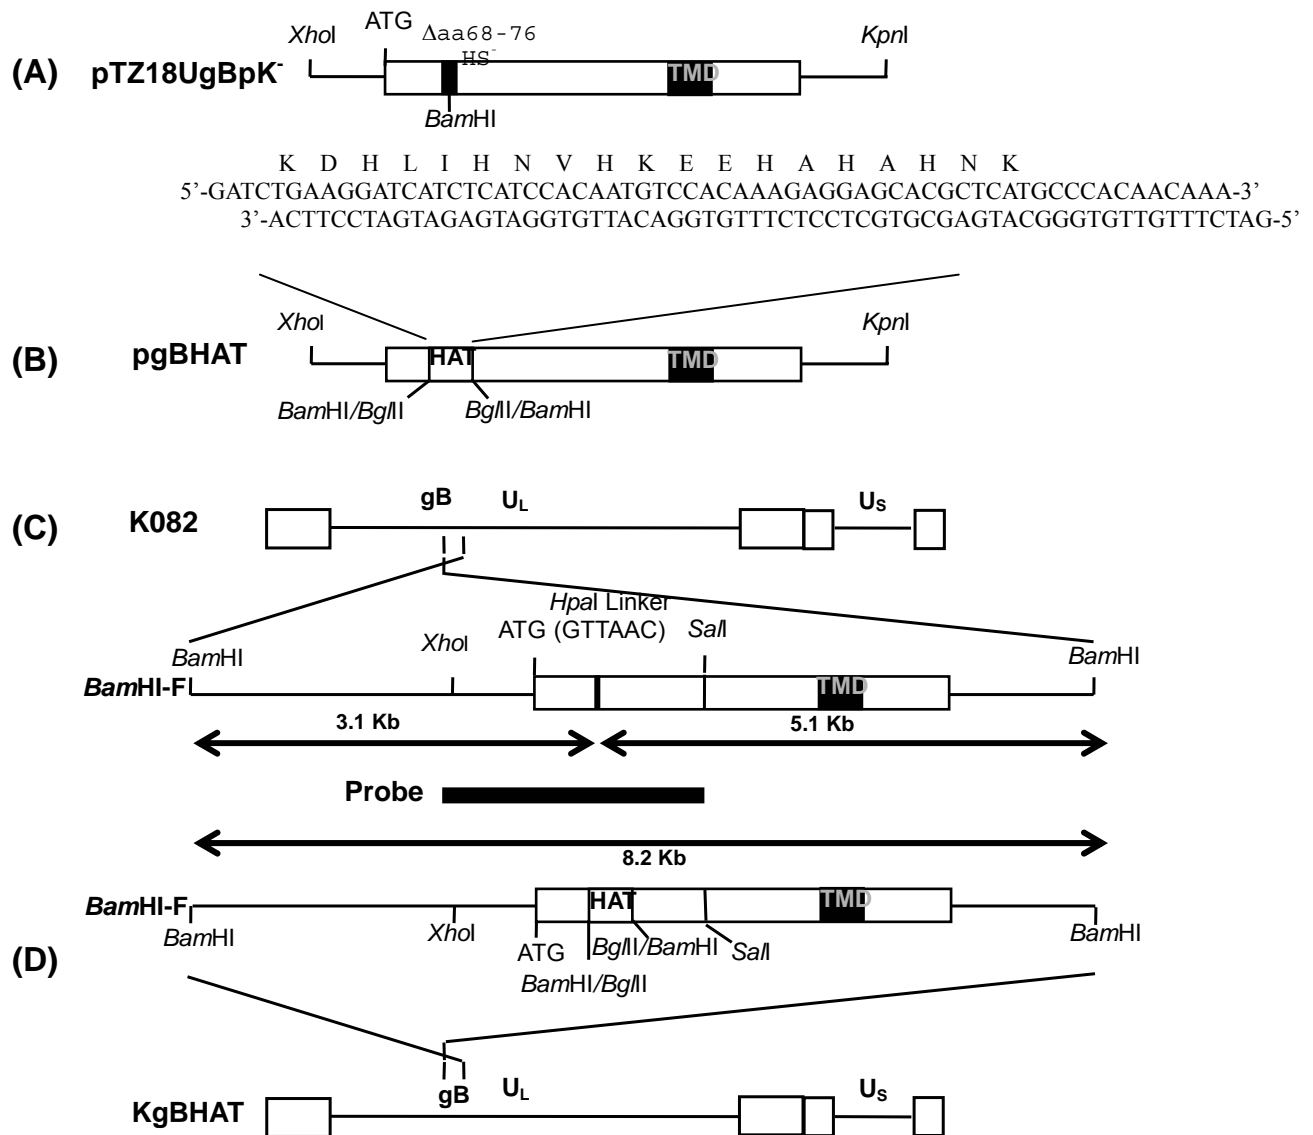 ATG
XhoI Δaa68-76 KpnI
HS-
(A) pTZ18UgBpK- TMD
BamHI
K D H L I H N V H K E E H A H A H N K
5’-GATCTGAAGGATCATCTCATCCACAATGTCCACAAAGAGGAGCACGCTCATGCCCACAACAAA-3’
3’-ACTTCCTAGTAGAGTAGGTGTTACAGGTGTTTCTCCTCGTGCGAGTACGGGTGTTGTTTCTAG-5’
XhoI KpnI
(B) pgBHAT HAT TMD
BamHI/BglII BglII/BamHI
gB UL US
(C) K082
HpaI Linker
BamHI XhoI ATG (GTTAAC) SalI BamHI
BamHI-F TMD
3.1 Kb 5.1 Kb
Probe
8.2 Kb
BamHI-F HAT TMD
BamHI XhoI ATG BglII/BamHI SalI BamHI
(D)
BamHI/BglII
gB UL US
KgBHAT